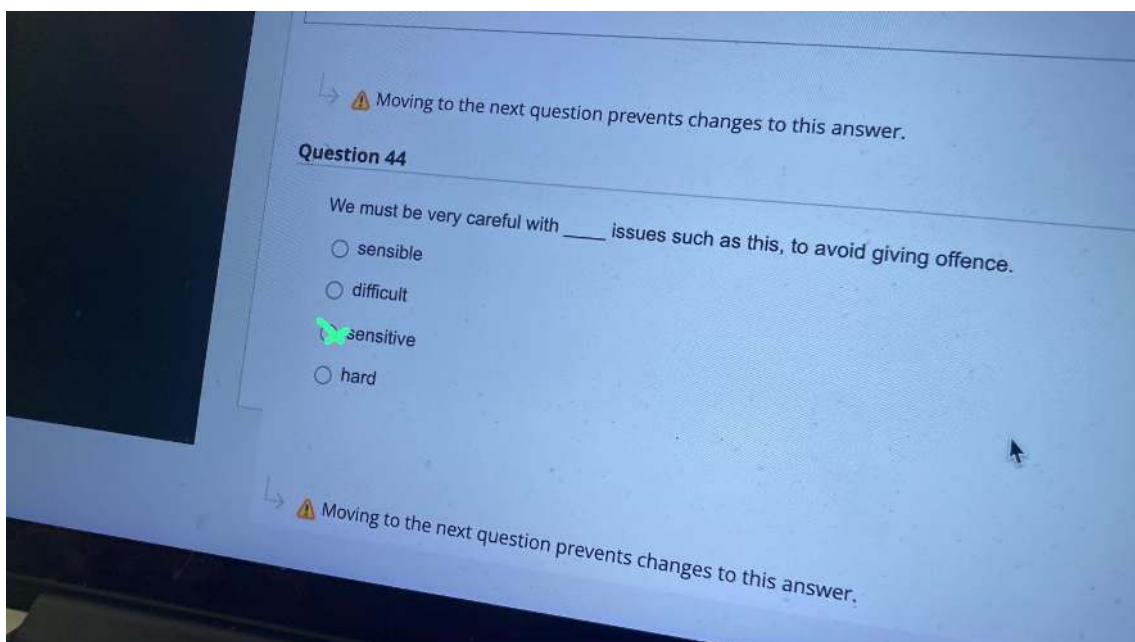 ⚠ Moving to the next question prevents changes to this answer.
Question 44
We must be very careful with ____ issues such as this, to avoid giving offence.
sensible
difficult
sensitive
hard
⚠ Moving to the next question prevents changes to this answer.